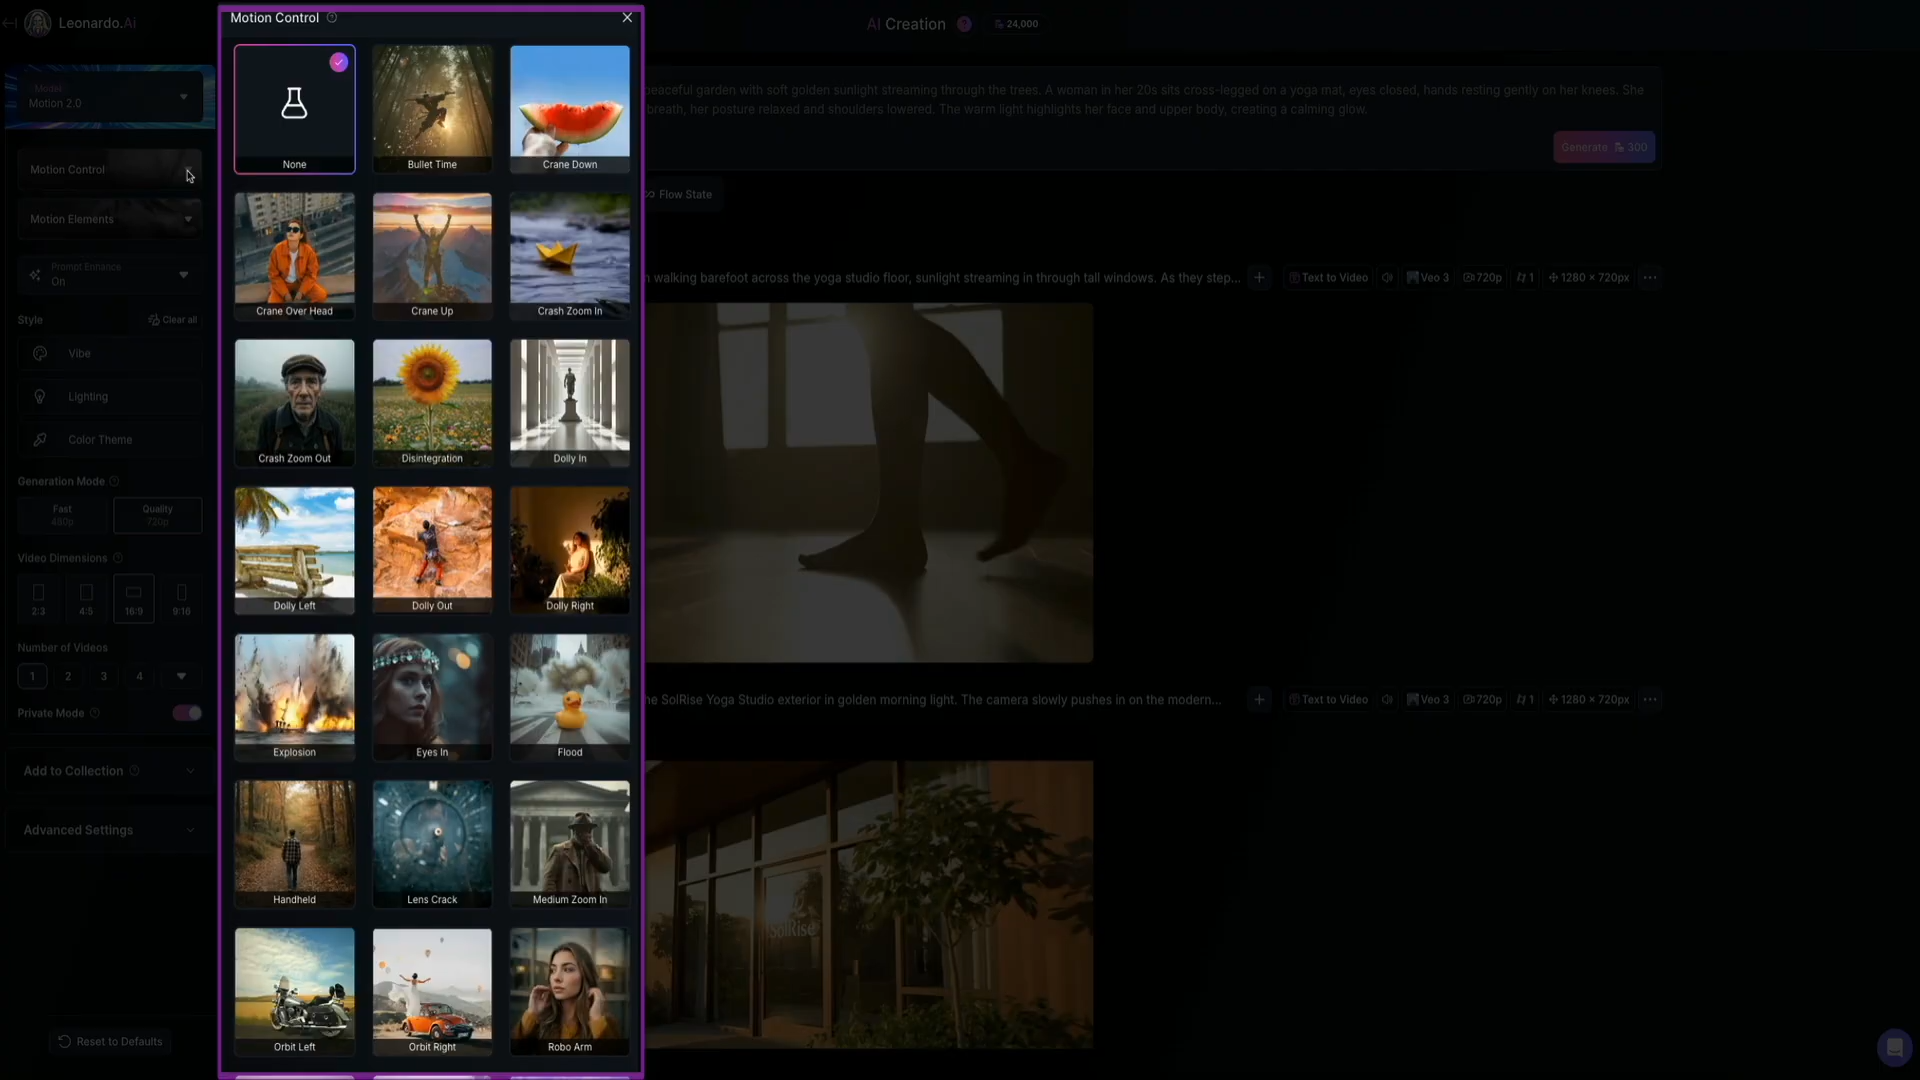 Leonardo.Ai
AI Creation
24,000
Model
Motion 2.0
Motion Control
Motion Elements
Prompt Enhance
On
Style
Clear all
Vibe
Lighting
Color Theme
Generation Mode
Fast
480p
Quality
720p
Video Dimensions
2:3
4:5
16:9
9:16
Number of Videos
1
2
3
4
Private Mode
Add to Collection
Advanced Settings
Reset to Defaults
Motion Control
None
Bullet Time
Crane Down
Crane Over Head
Crane Up
Crash Zoom In
Crash Zoom Out
Disintegration
Dolly In
Dolly Left
Dolly Out
Dolly Right
Explosion
Eyes In
Flood
Handheld
Lens Crack
Medium Zoom In
Orbit Left
Orbit Right
Robo Arm
peaceful garden with soft golden sunlight streaming through the trees. A woman in her 20s sits cross-legged on a yoga mat, eyes closed, hands resting gently on her knees. She
breath, her posture relaxed and shoulders lowered. The warm light highlights her face and upper body, creating a calming glow.
Generate 300
Flow State
walking barefoot across the yoga studio floor, sunlight streaming in through tall windows. As they step...
Text to Video
Veo 3
720p
1
1280 × 720px
SolRise Yoga Studio exterior in golden morning light. The camera slowly pushes in on the modern...
Text to Video
Veo 3
720p
1
1280 × 720px
SolRise